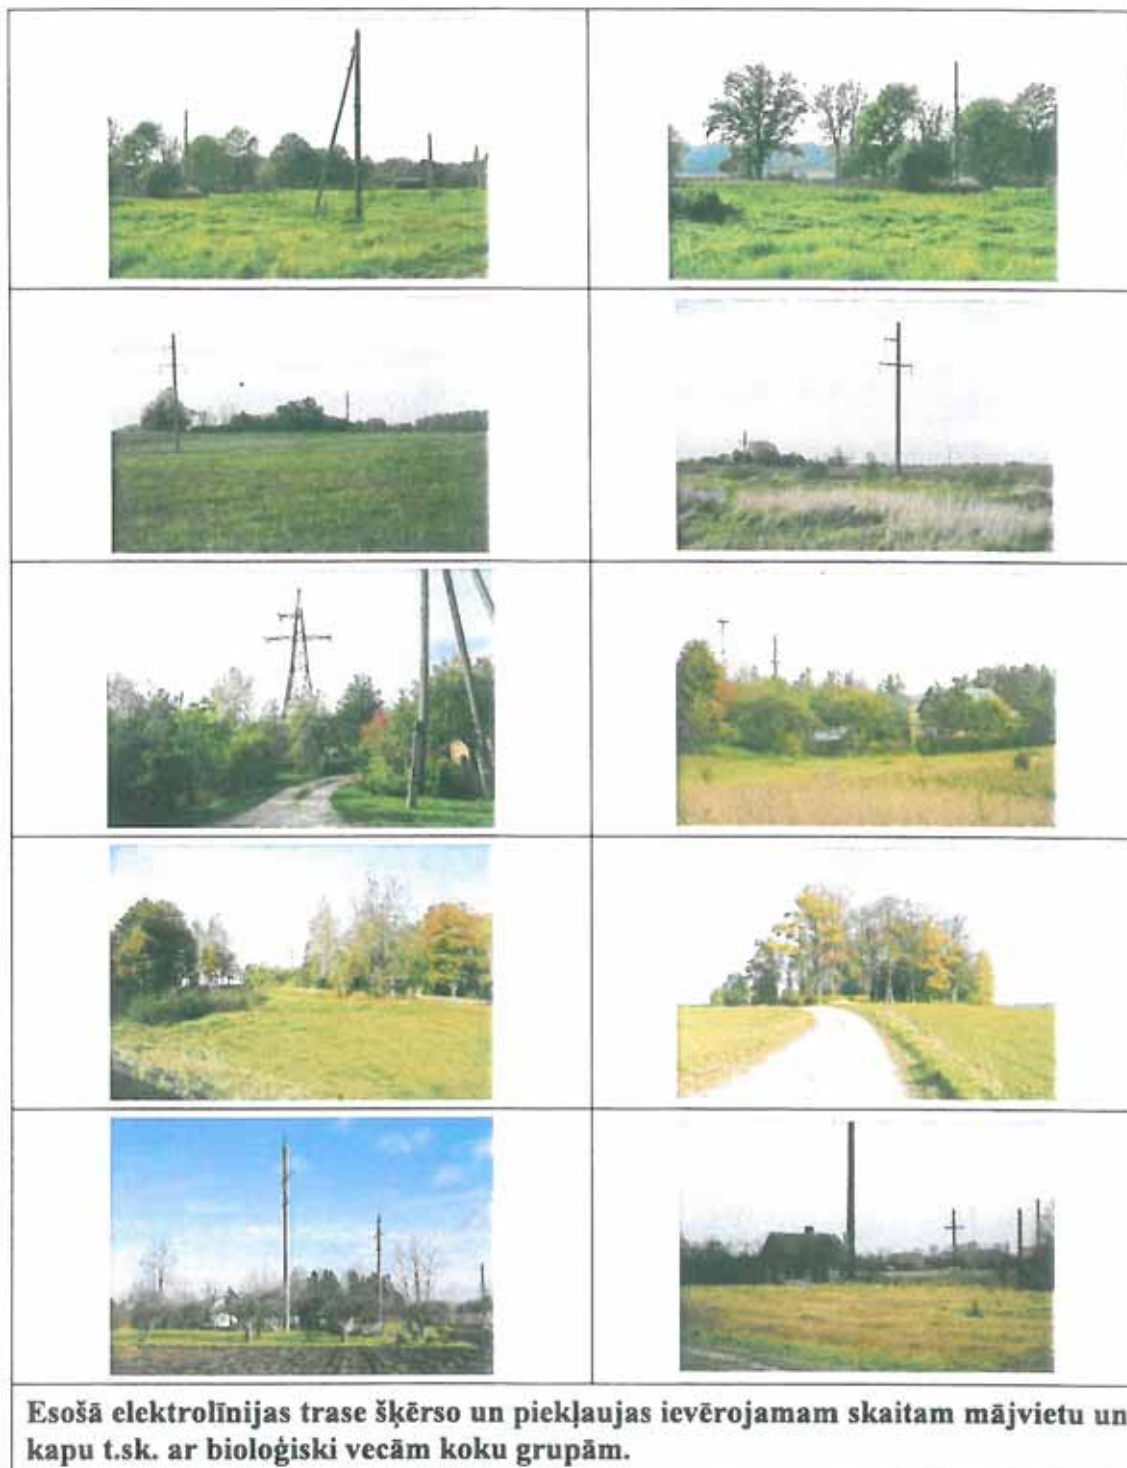 Esošā elektrolīnijas trase šķērso un piekļaujas ievērojamam skaitam mājvietu un
kapu t.sk. ar bioloģiski vecām koku grupām.